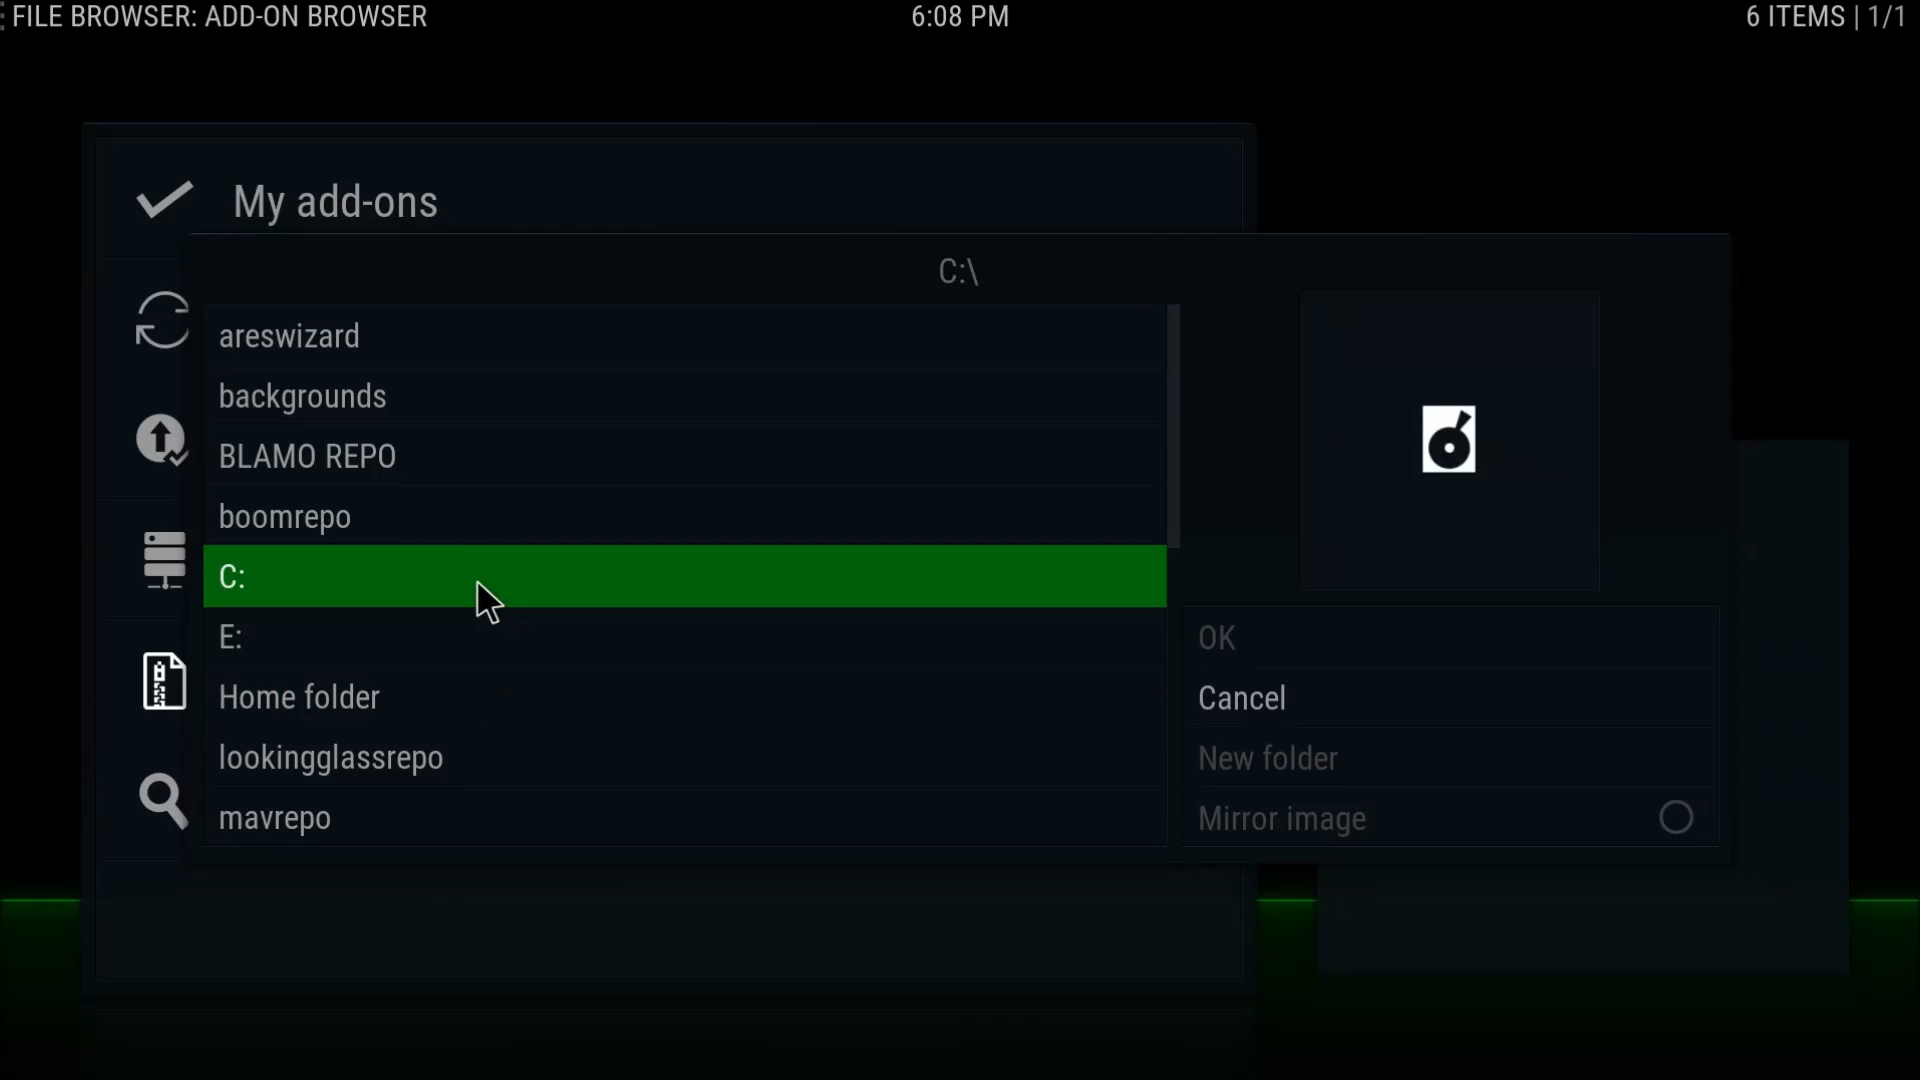 FILE BROWSER: ADD-ON BROWSER
6:08 PM
6 ITEMS | 1/1
My add-ons
C:\
areswizard
backgrounds
BLAMO REPO
boomrepo
C:
E:
Home folder
lookingglassrepo
mavrepo
OK
Cancel
New folder
Mirror image